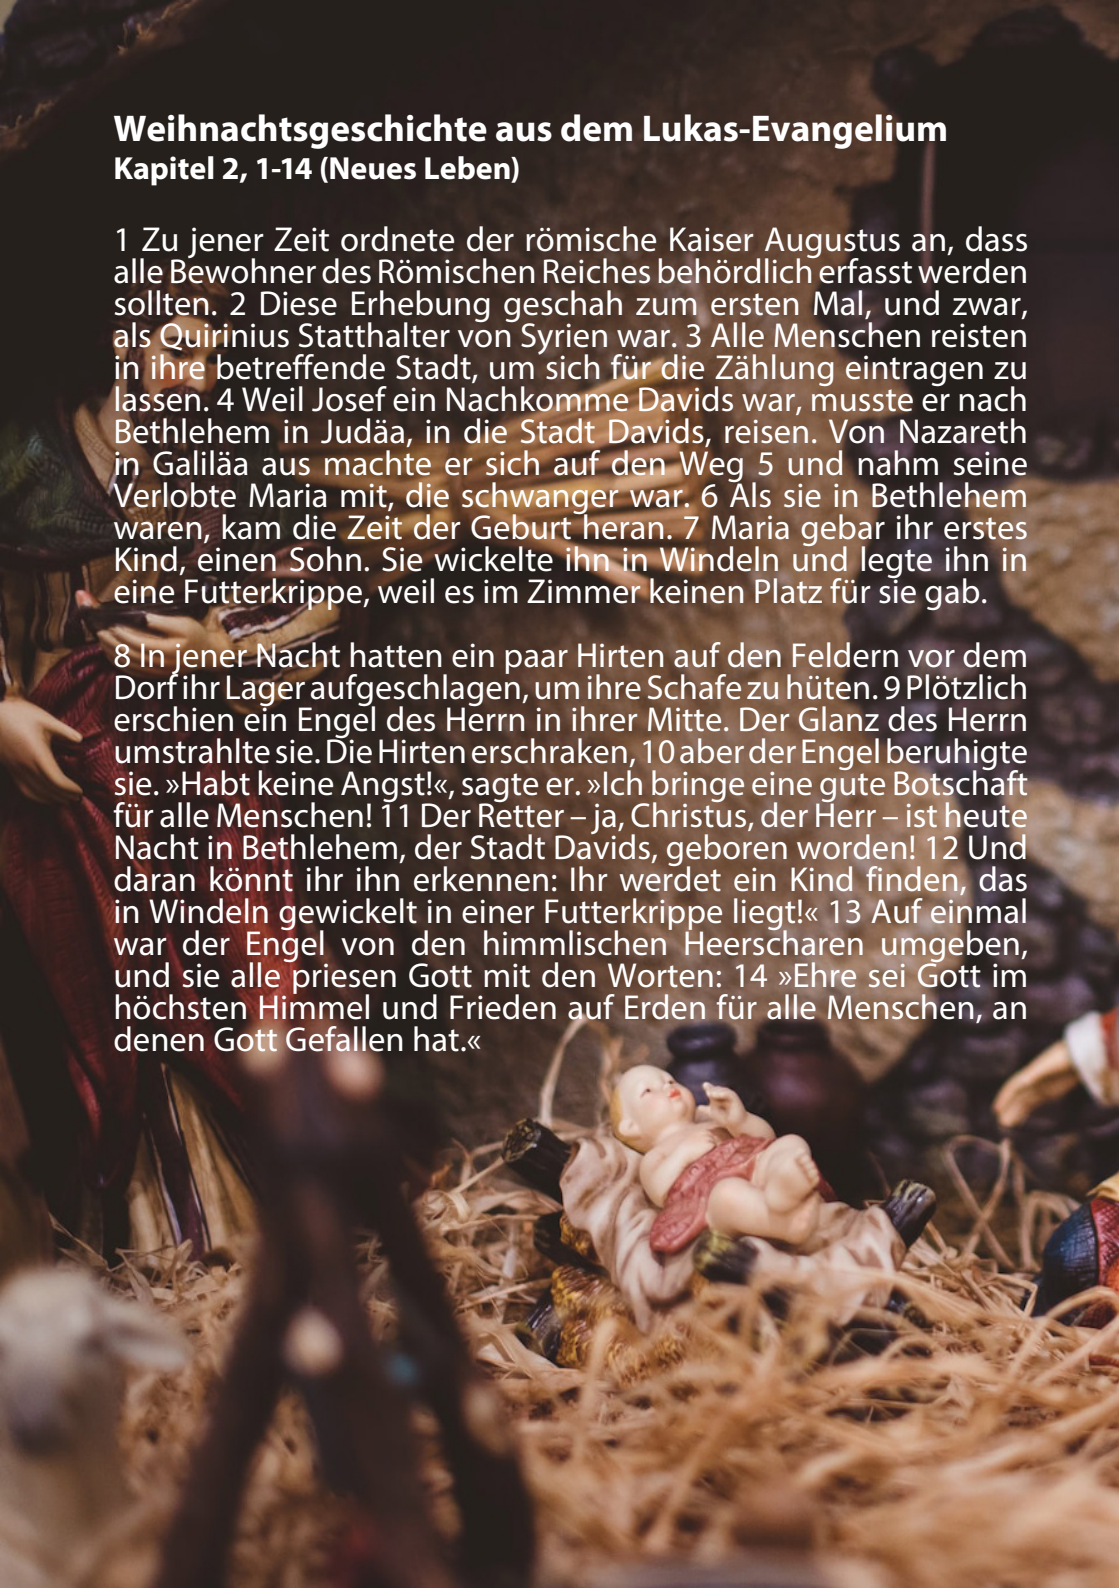 Weihnachtsgeschichte aus dem Lukas-Evangelium
Kapitel 2, 1-14 (Neues Leben)
1 Zu jener Zeit ordnete der römische Kaiser Augustus an, dass
alle Bewohner des Römischen Reiches behördlich erfasst werden
sollten. 2 Diese Erhebung geschah zum ersten Mal, und zwar,
als Quirinius Statthalter von Syrien war. 3 Alle Menschen reisten
in ihre betreffende Stadt, um sich für die Zählung eintragen zu
lassen. 4 Weil Josef ein Nachkomme Davids war, musste er nach
Bethlehem in Judäa, in die Stadt Davids, reisen. Von Nazareth
in Galiläa aus machte er sich auf den Weg 5 und nahm seine
Verlobte Maria mit, die schwanger war. 6 Als sie in Bethlehem
waren, kam die Zeit der Geburt heran. 7 Maria gebar ihr erstes
Kind, einen Sohn. Sie wickelte ihn in Windeln und legte ihn in
eine Futterkrippe, weil es im Zimmer keinen Platz für sie gab.
8 In jener Nacht hatten ein paar Hirten auf den Feldern vor dem
Dorf ihr Lager aufgeschlagen, um ihre Schafe zu hüten. 9 Plötzlich
erschien ein Engel des Herrn in ihrer Mitte. Der Glanz des Herrn
umstrahlte sie. Die Hirten erschraken, 10 aber der Engel beruhigte
sie. »Habt keine Angst!«, sagte er. »Ich bringe eine gute Botschaft
für alle Menschen! 11 Der Retter – ja, Christus, der Herr – ist heute
Nacht in Bethlehem, der Stadt Davids, geboren worden! 12 Und
daran könnt ihr ihn erkennen: Ihr werdet ein Kind finden, das
in Windeln gewickelt in einer Futterkrippe liegt!« 13 Auf einmal
war der Engel von den himmlischen Heerscharen umgeben,
und sie alle priesen Gott mit den Worten: 14 »Ehre sei Gott im
höchsten Himmel und Frieden auf Erden für alle Menschen, an
denen Gott Gefallen hat.«